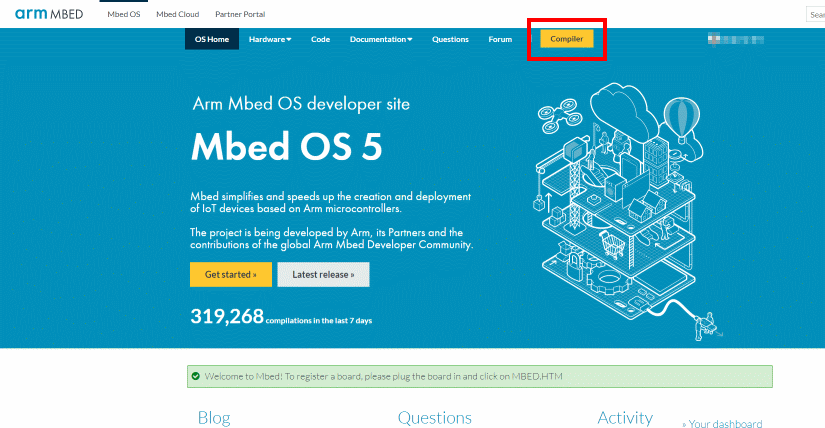 arm MBED
Mbed OS
Mbed Cloud
Partner Portal
OS Home
Hardware
Code
Documentation
Questions
Forum
Compiler
Arm Mbed OS developer site
Mbed OS 5
Mbed simplifies and speeds up the creation and deployment
of IoT devices based on Arm microcontrollers.
The project is being developed by Arm, its Partners and the
contributions of the global Arm Mbed Developer Community.
Get started »
Latest release »
319,268 compilations in the last 7 days
Welcome to Mbed! To register a board, please plug the board in and click on MBED.HTM
Blog
Questions
Activity
» Your dashboard